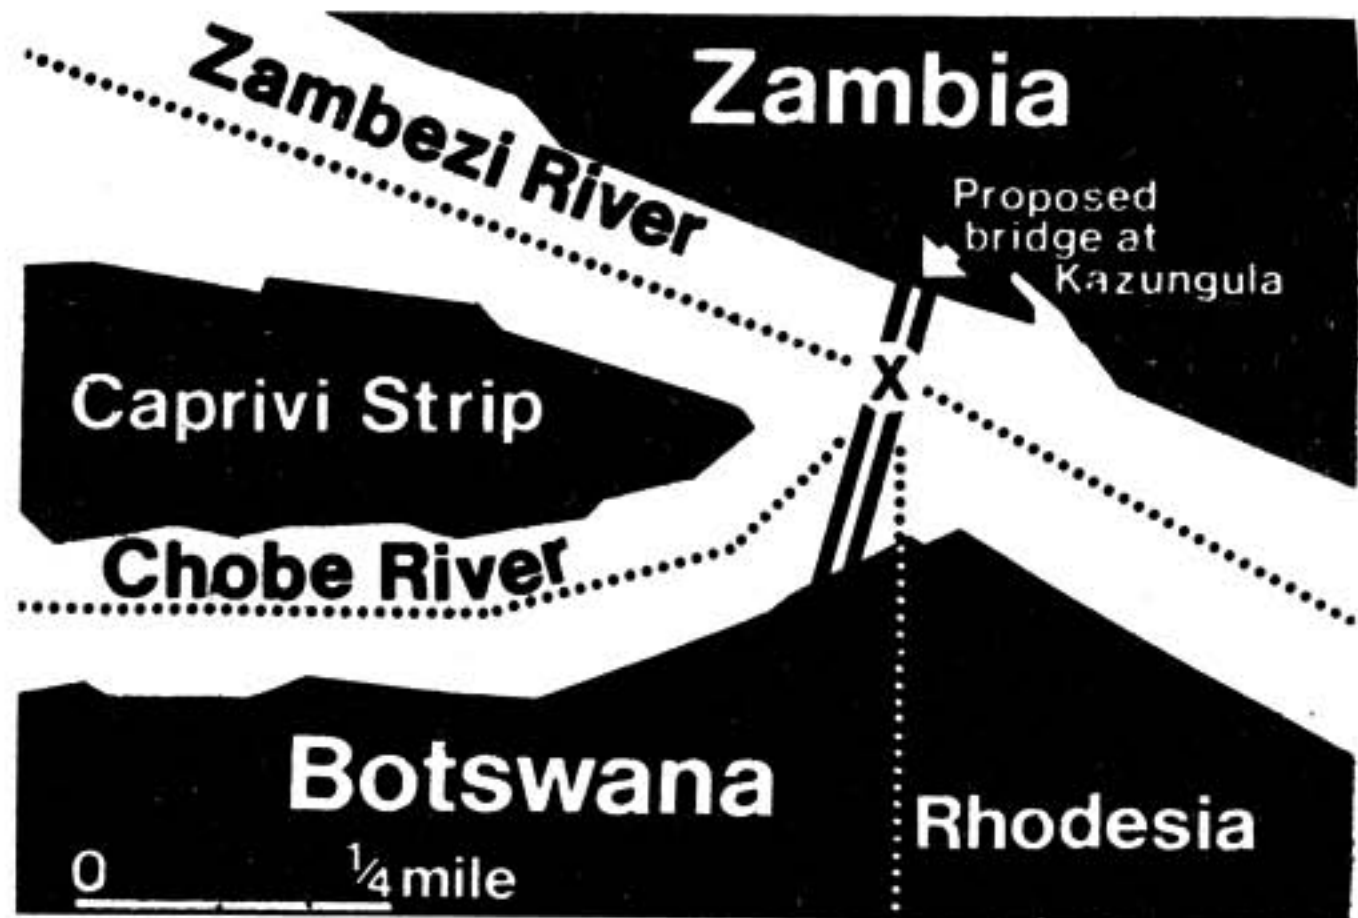 Zambezi River
Zambia
Proposed
bridge at
Kazungula
X
Caprivi Strip
Chobe River
Botswana
Rhodesia
0 1/4 mile